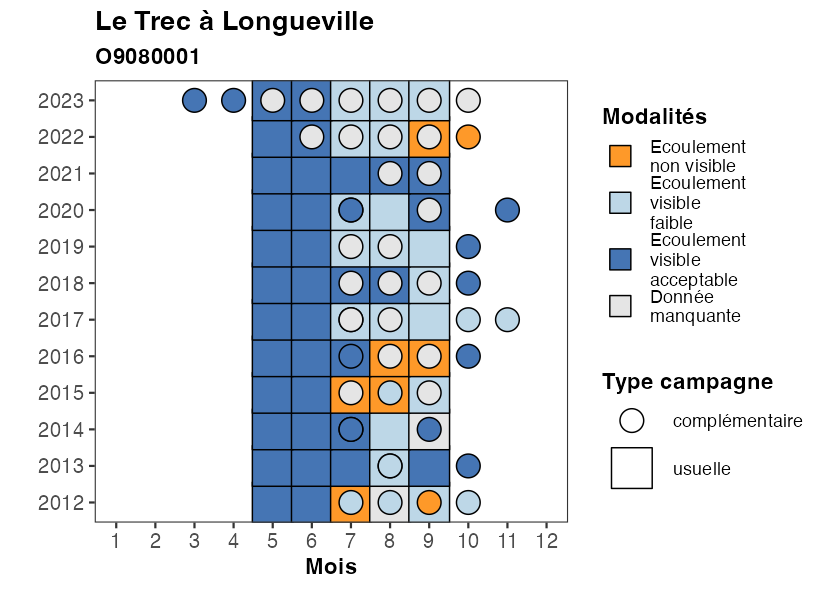 Le Trec à Longueville
O9080001
2023
2022
2021
2020
2019
2018
2017
2016
2015
2014
2013
2012
1 2 3 4 5 6 7 8 9 10 11 12
Mois
Modalités
Ecoulement
non visible
Ecoulement
visible
faible
Ecoulement
visible
acceptable
Donnée
manquante
Type campagne
complémentaire
usuelle